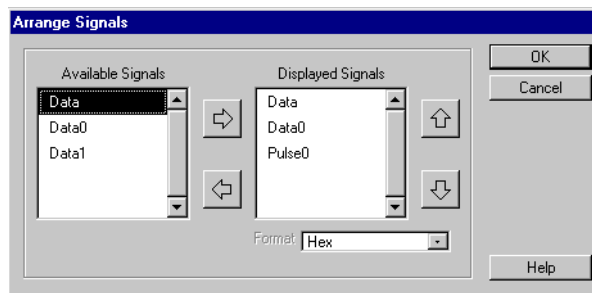 Arrange Signals
Available Signals
Data
Data0
Data1
Displayed Signals
Data
Data0
Pulse0
Format
Hex
OK
Cancel
Help